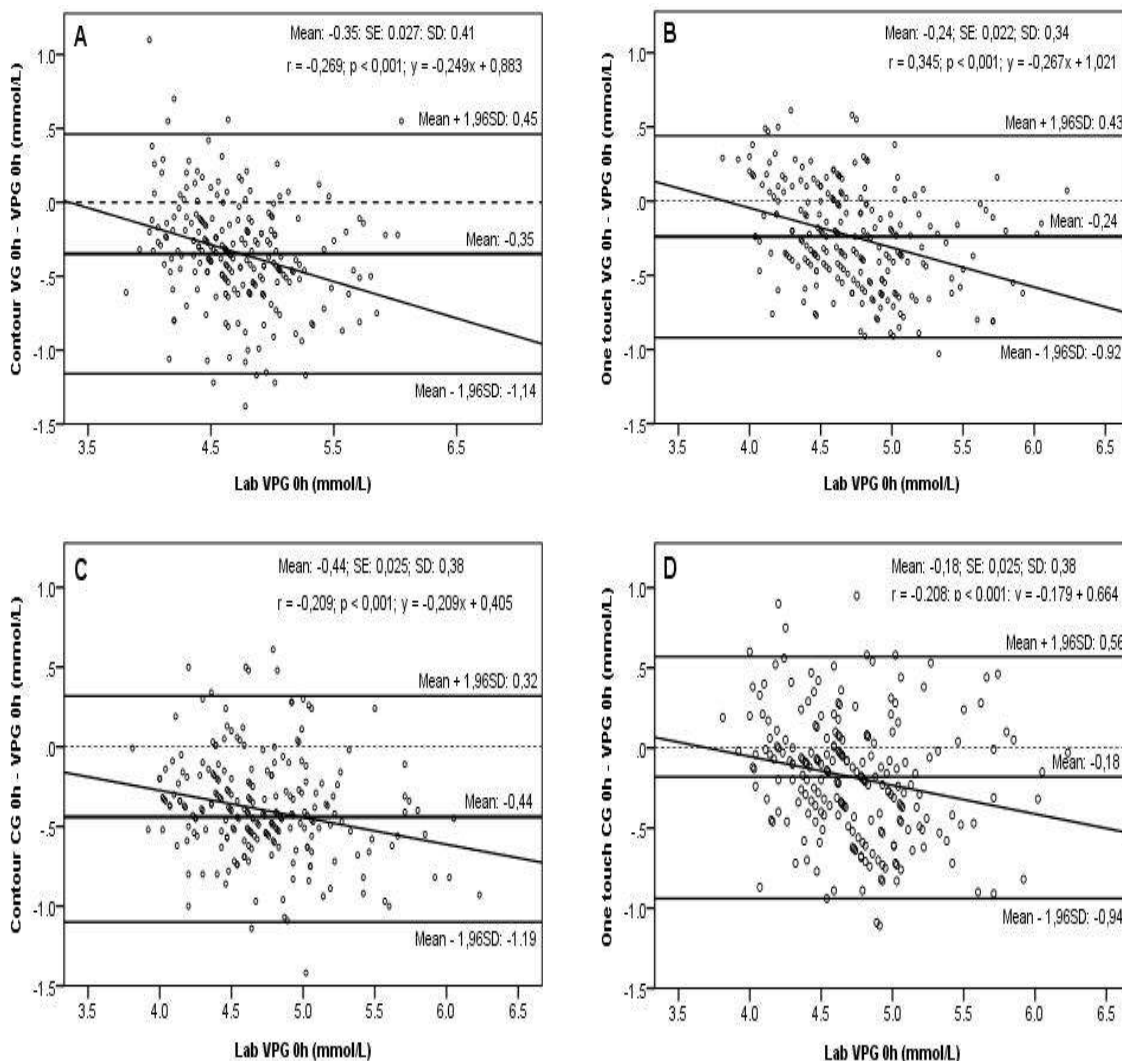 A
Mean: -0.35: SE: 0.027: SD: 0.41
r = -0,269; p < 0,001; y = -0,249x + 0,883
Mean + 1,96SD: 0,45
Mean: -0,35
Mean - 1,96SD: -1,14
Contour VG 0h - VPG 0h (mmol/L)
1.0
.5
.0
-.5
-1.0
-1.5
3.5
4.5
5.5
6.5
Lab VPG 0h (mmol/L)
B
Mean: -0,24; SE: 0,022; SD: 0,34
r = 0,345; p < 0,001; y = -0,267x + 1,021
Mean + 1,96SD: 0.43
Mean: -0,24
Mean - 1,96SD: -0.92
One touch VG 0h - VPG 0h (mmol/L)
1.0
.5
.0
-.5
-1.0
-1.5
3.5
4.0
4.5
5.0
5.5
6.0
6.5
Lab VPG 0h (mmol/L)
C
Mean: -0,44; SE: 0,025; SD: 0,38
r = -0,209; p < 0,001; y = -0,209x + 0,405
Mean + 1,96SD: 0,32
Mean: -0,44
Mean - 1,96SD: -1.19
Contour CG 0h - VPG 0h (mmol/L)
1.0
.5
.0
-.5
-1.0
-1.5
3.5
4.0
4.5
5.0
5.5
6.0
6.5
Lab VPG 0h (mmol/L)
D
Mean: -0,18; SE: 0,025; SD: 0,38
r = -0.208: p < 0.001: y = -0.179 + 0.664
Mean + 1,96SD: 0,56
Mean: -0,18
Mean - 1,96SD: -0,94
One touch CG 0h - VPG 0h (mmol/L)
1.0
.5
.0
-.5
-1.0
-1.5
3.5
4.0
4.5
5.0
5.5
6.0
6.5
Lab VPG 0h (mmol/L)